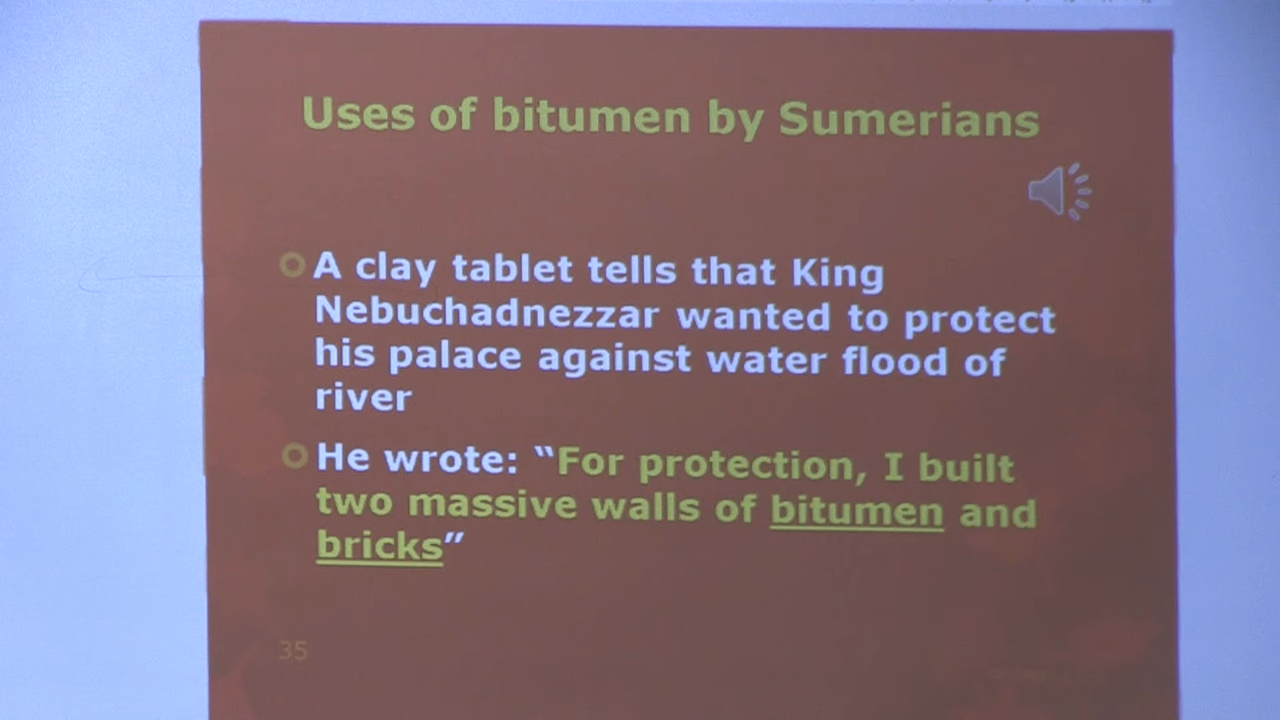 Uses of bitumen by Sumerians
A clay tablet tells that King
Nebuchadnezzar wanted to protect
his palace against water flood of
river
He wrote: “For protection, I built
two massive walls of bitumen and
bricks”
35